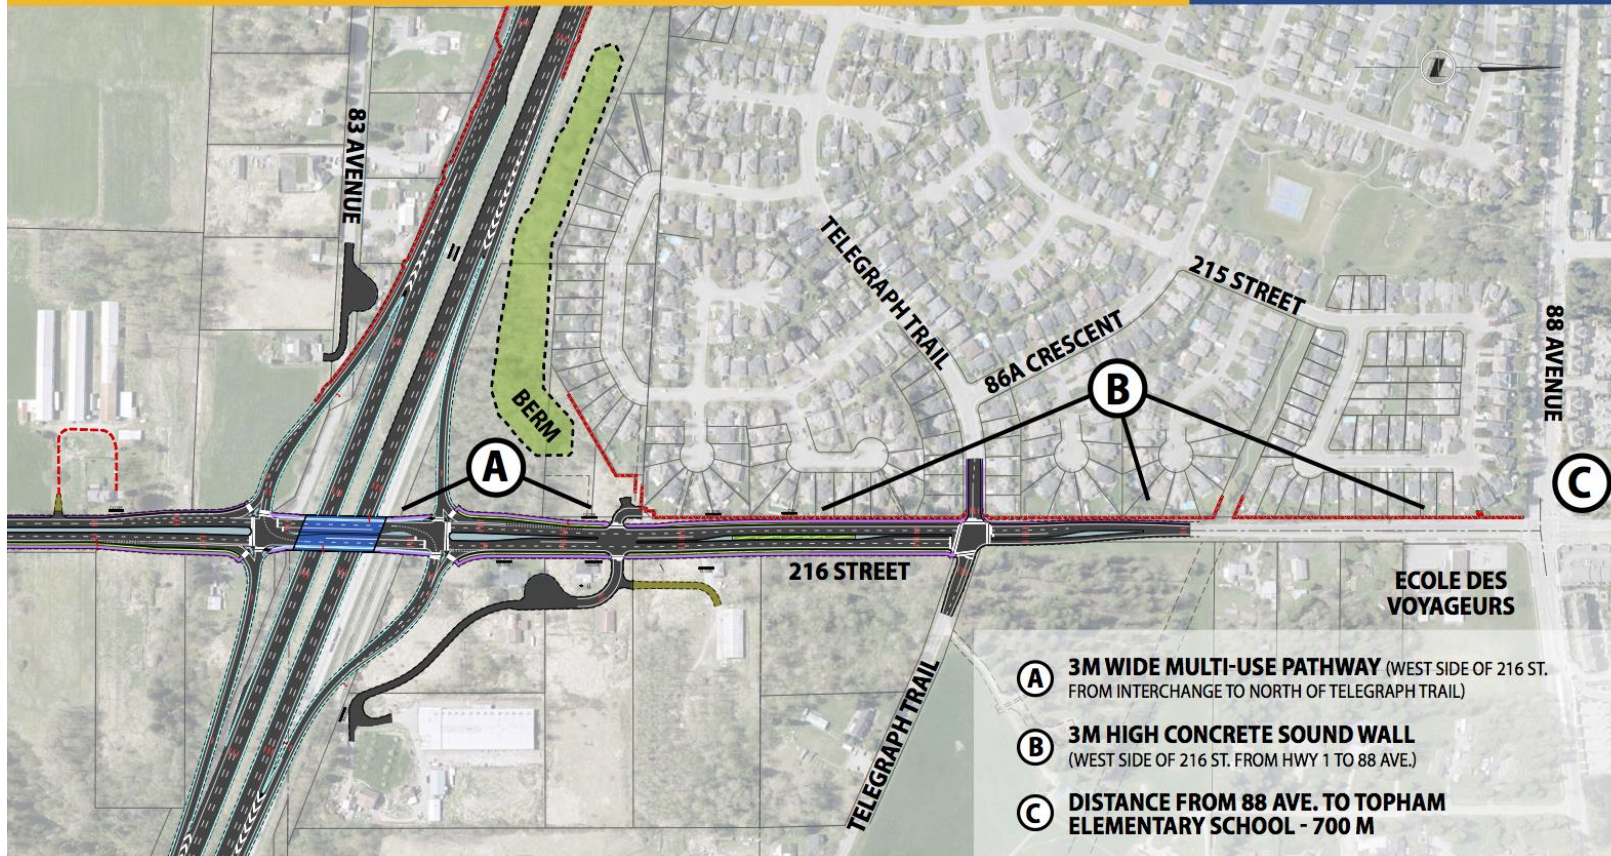 83 AVENUE
TELEGRAPH TRAIL
215 STREET
86A CRESCENT
88 AVENUE
B
BERM
A
C
216 STREET
ECOLE DES
VOYAGEURS
TELEGRAPH TRAIL
A
3M WIDE MULTI-USE PATHWAY (WEST SIDE OF 216 ST.
FROM INTERCHANGE TO NORTH OF TELEGRAPH TRAIL)
B
3M HIGH CONCRETE SOUND WALL
(WEST SIDE OF 216 ST. FROM HWY 1 TO 88 AVE.)
C
DISTANCE FROM 88 AVE. TO TOPHAM
ELEMENTARY SCHOOL - 700 M